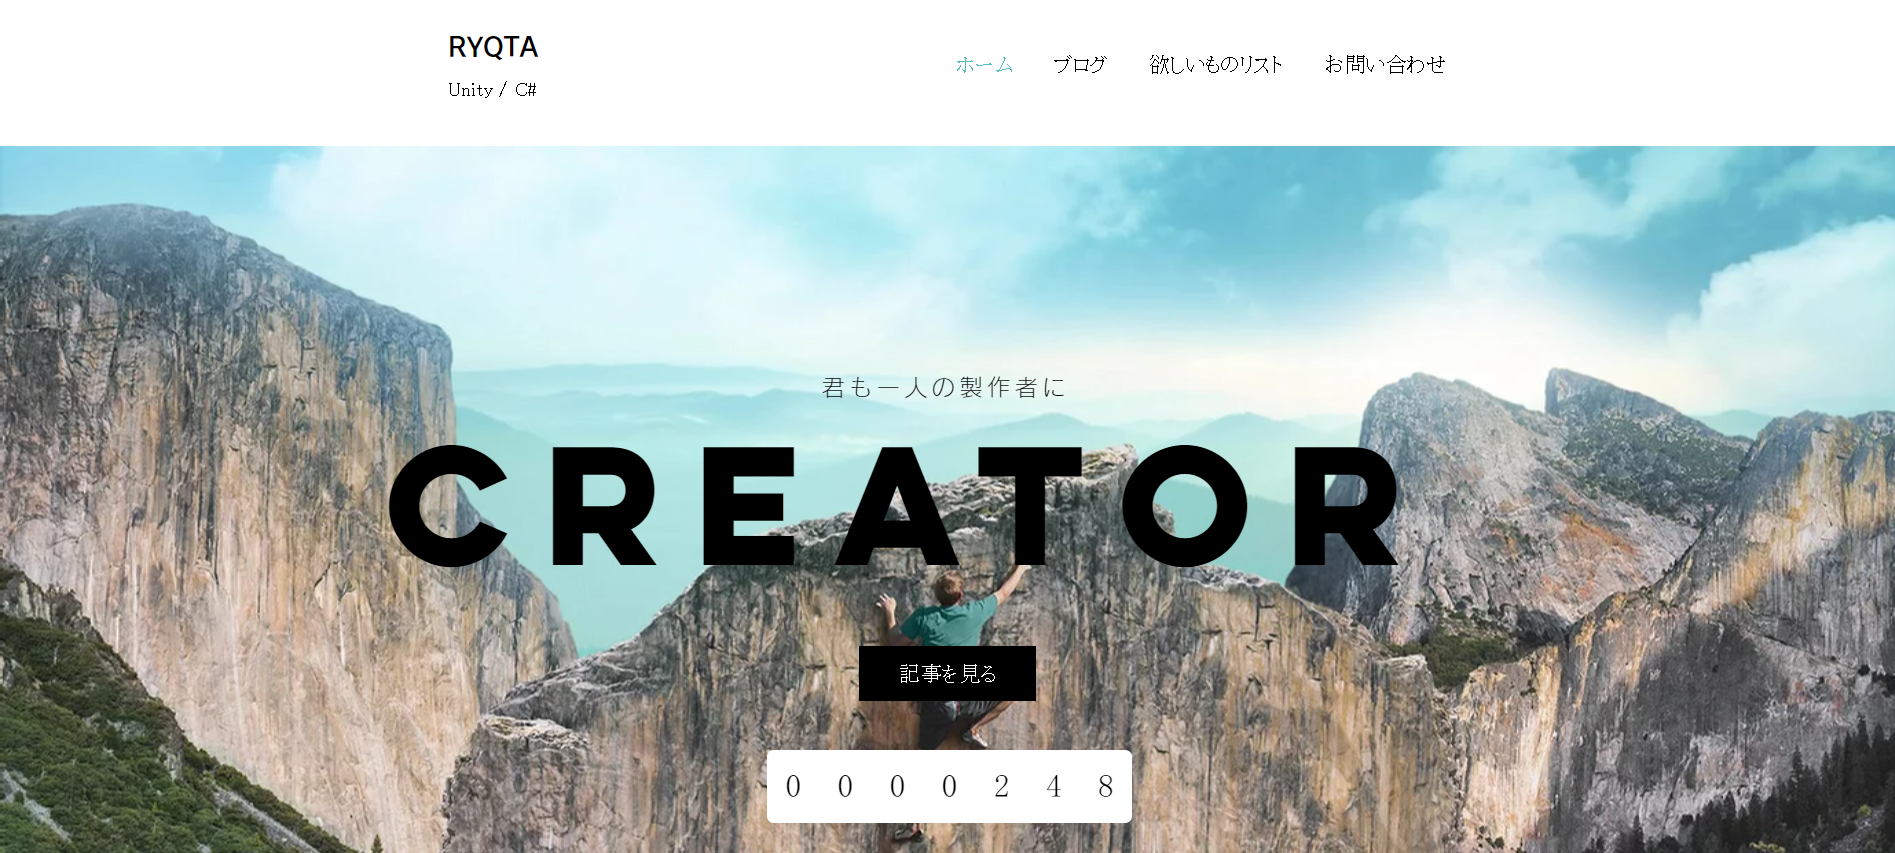 RYQTA
Unity / C#
ホーム ブログ 欲しいものリスト お問い合わせ
君も一人の製作者に
CREATOR
記事を見る
0 0 0 0 2 4 8